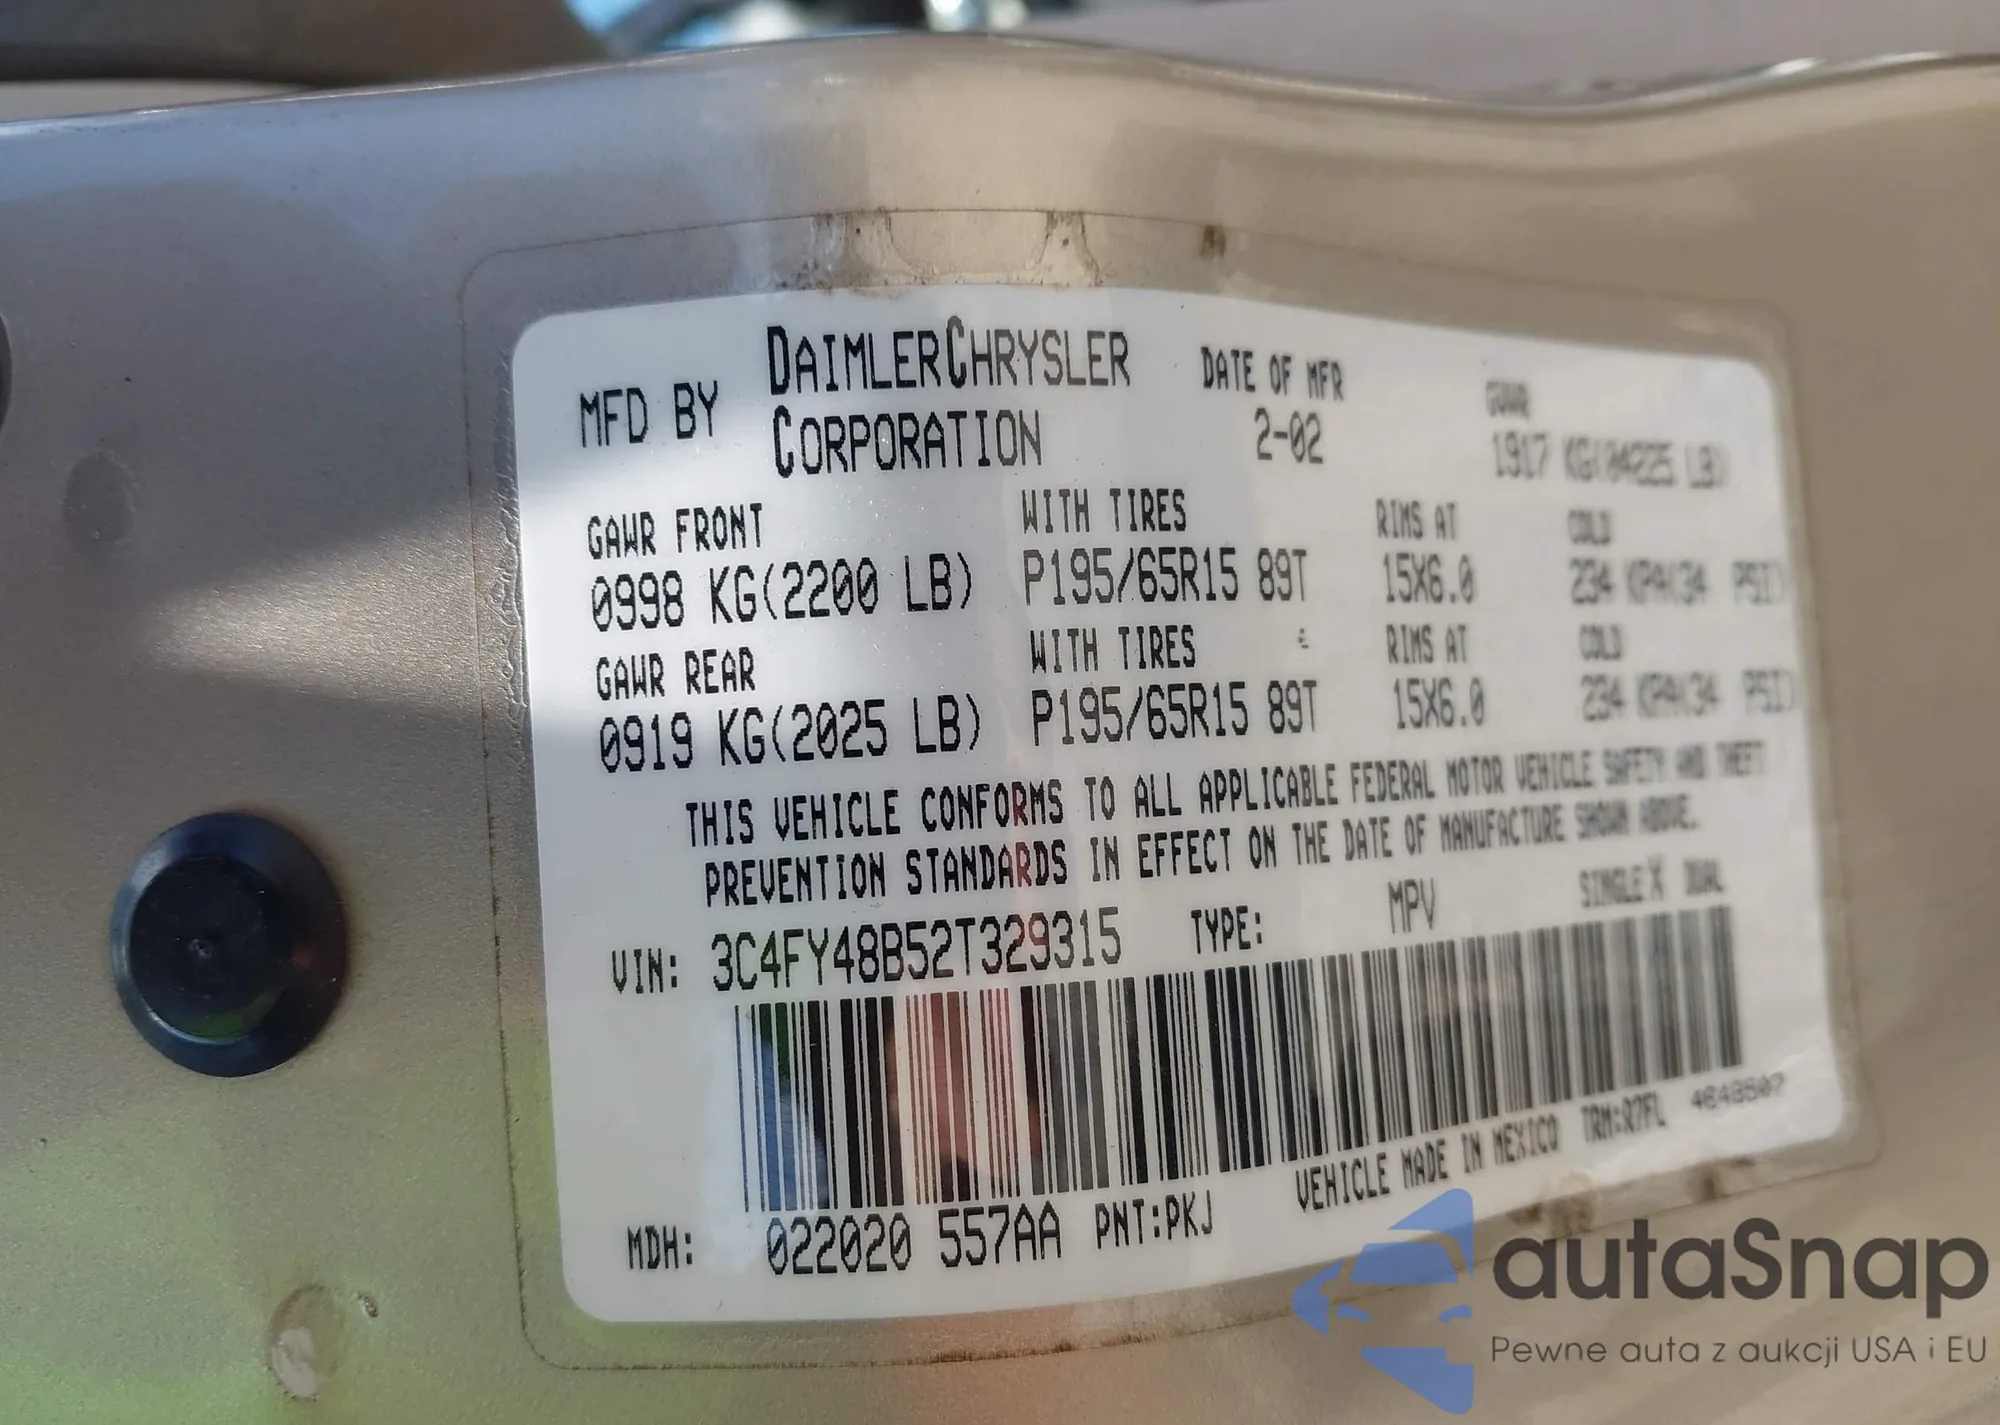 MFD BY DAIMLERCHRYSLER CORPORATION
DATE OF MFR 2-02
GVWR 1917 KG(04225 LB)
GAWR FRONT WITH TIRES RIMS AT COLD
0998 KG(2200 LB) P195/65R15 89T 15X6.0 234 KPA(34 PSI)
GAWR REAR WITH TIRES RIMS AT COLD
0919 KG(2025 LB) P195/65R15 89T 15X6.0 234 KPA(34 PSI)
THIS VEHICLE CONFORMS TO ALL APPLICABLE FEDERAL MOTOR VEHICLE SAFETY AND THEFT
PREVENTION STANDARDS IN EFFECT ON THE DATE OF MANUFACTURE SHOWN ABOVE.
VIN: 3C4FY48B52T329315 TYPE: MPV SINGLE X DUAL
MDH: 022020 557AA PNT:PKJ VEHICLE MADE IN MEXICO TRM:Q7FL 4648507
autaSnap
Pewne auta z aukcji USA i EU